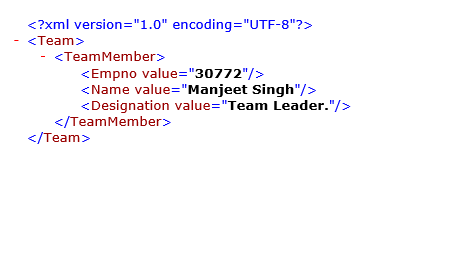 <?xml version="1.0" encoding="UTF-8"?>
- <Team>
- <TeamMember>
<Empno value="30772"/>
<Name value="Manjeet Singh"/>
<Designation value="Team Leader."/>
</TeamMember>
</Team>